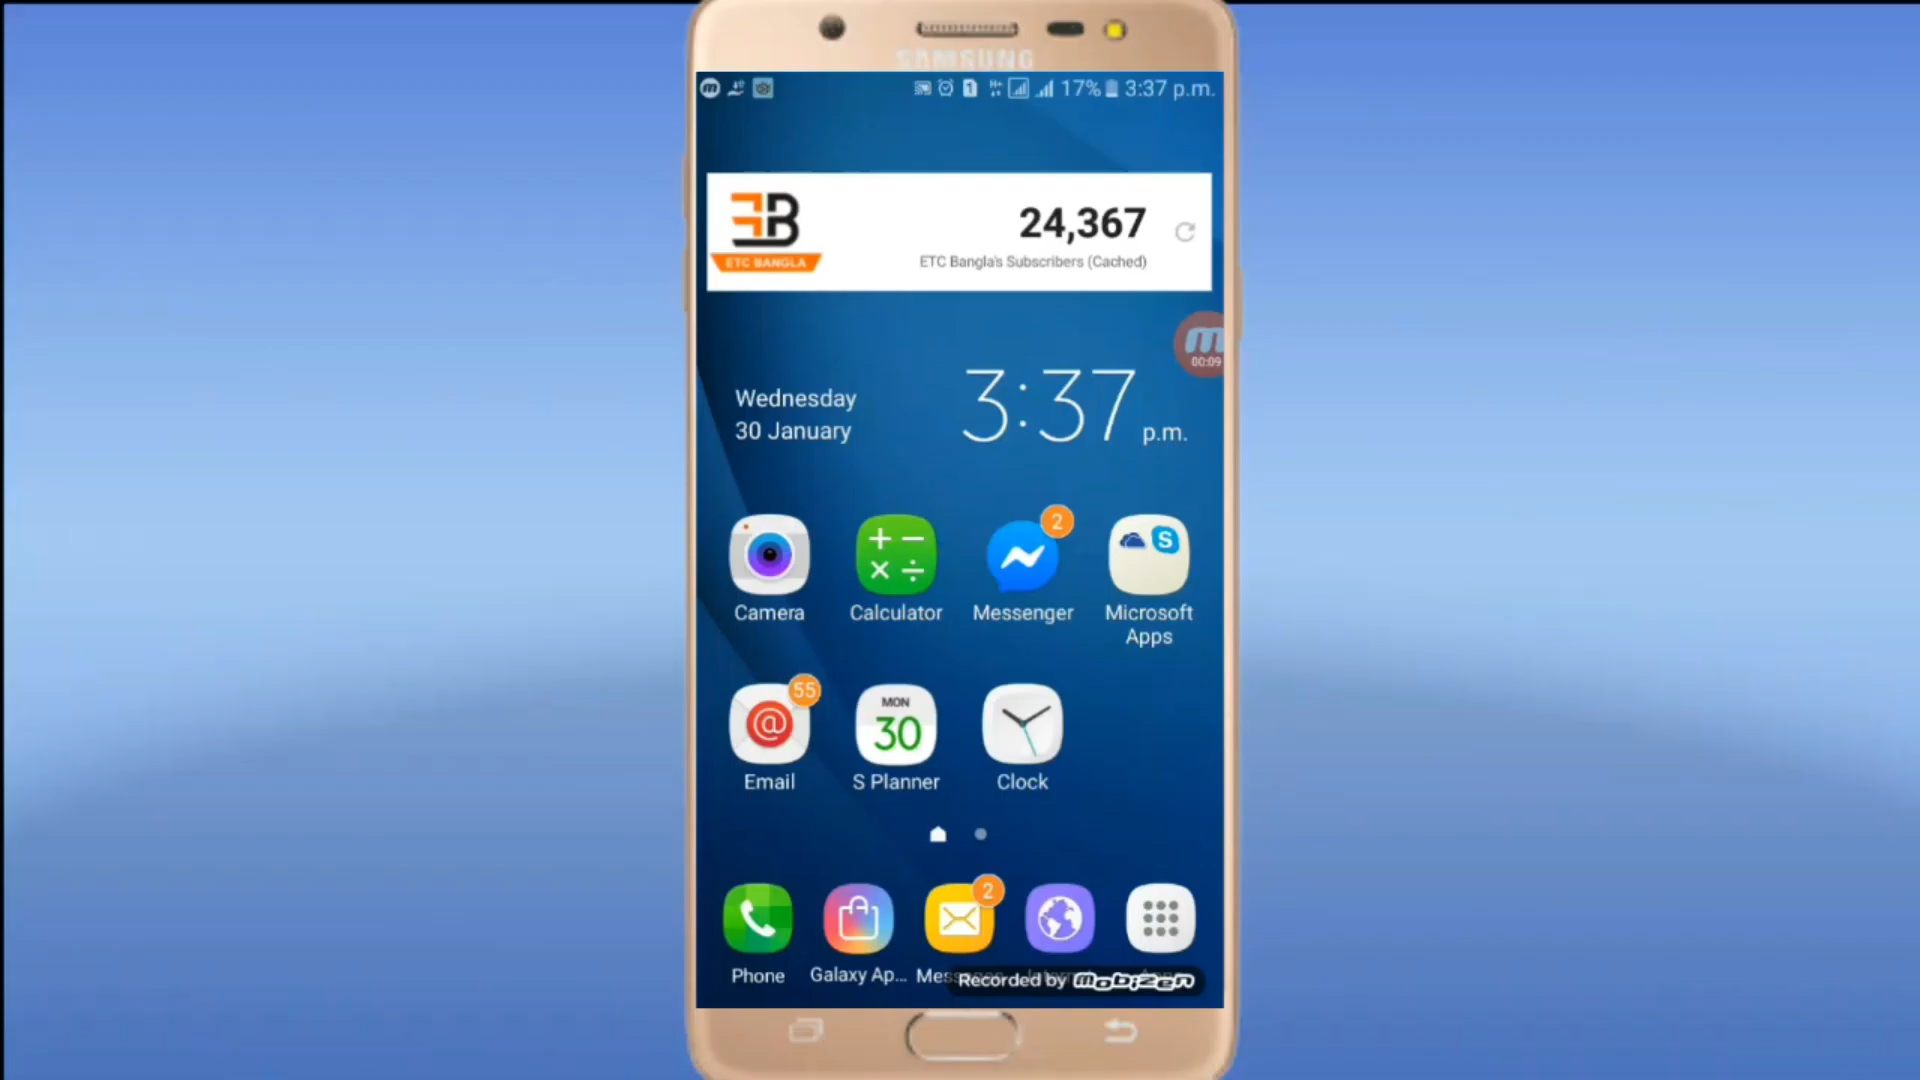 SAMSUNG
17% 3:37 p.m.
24,367
ETC Bangla's Subscribers (Cached)
ETC BANGLA
00:09
Wednesday
30 January
3:37 p.m.
2
Camera Calculator Messenger Microsoft Apps
55
MON
30
Email S Planner Clock
2
Phone Galaxy Ap...
Recorded by mobizen